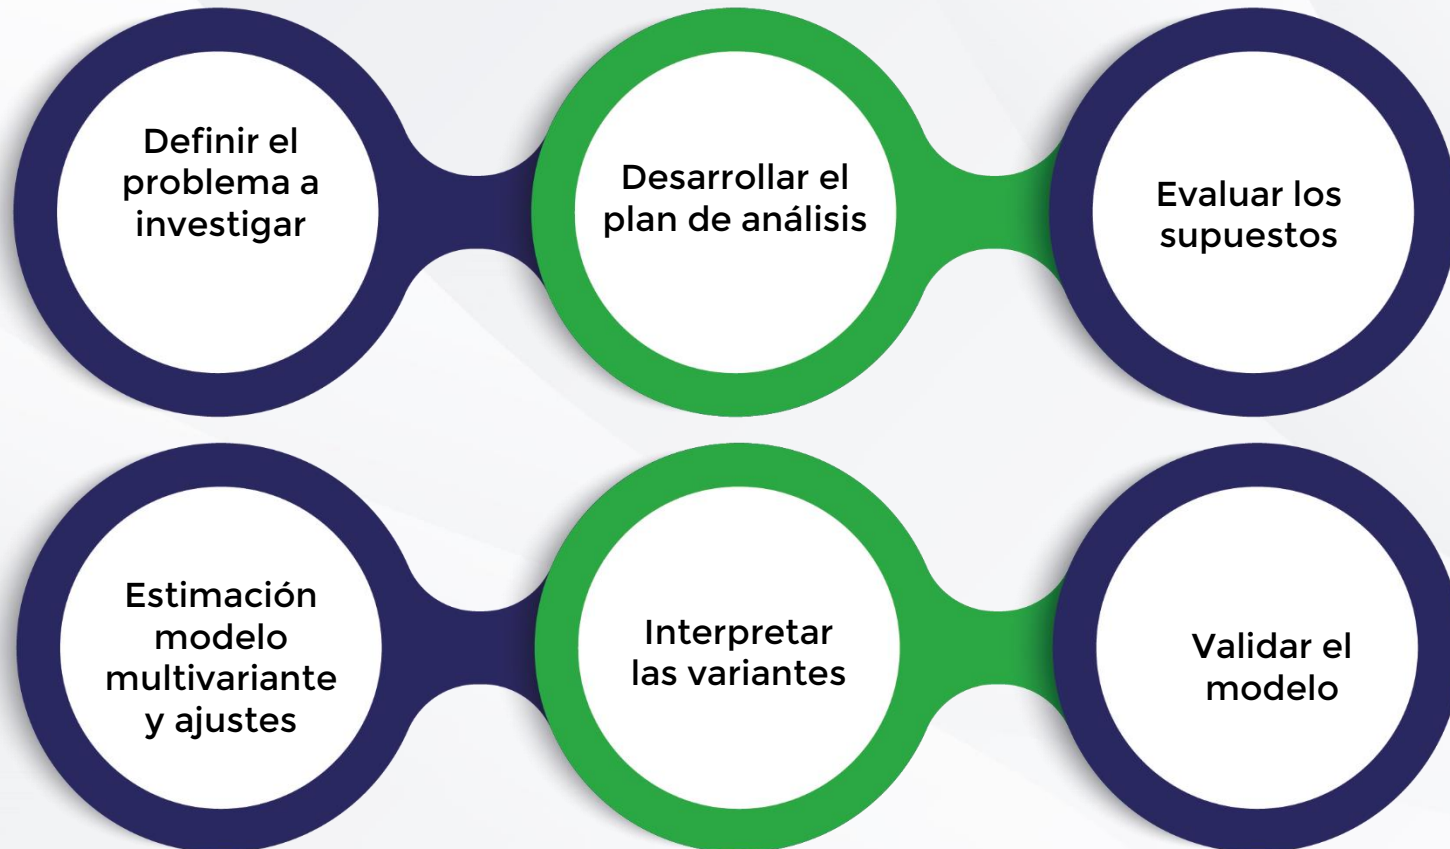 Definir el
problema a
investigar
Desarrollar el
plan de análisis
Evaluar los
supuestos
Estimación
modelo
multivariante
y ajustes
Interpretar
las variantes
Validar el
modelo